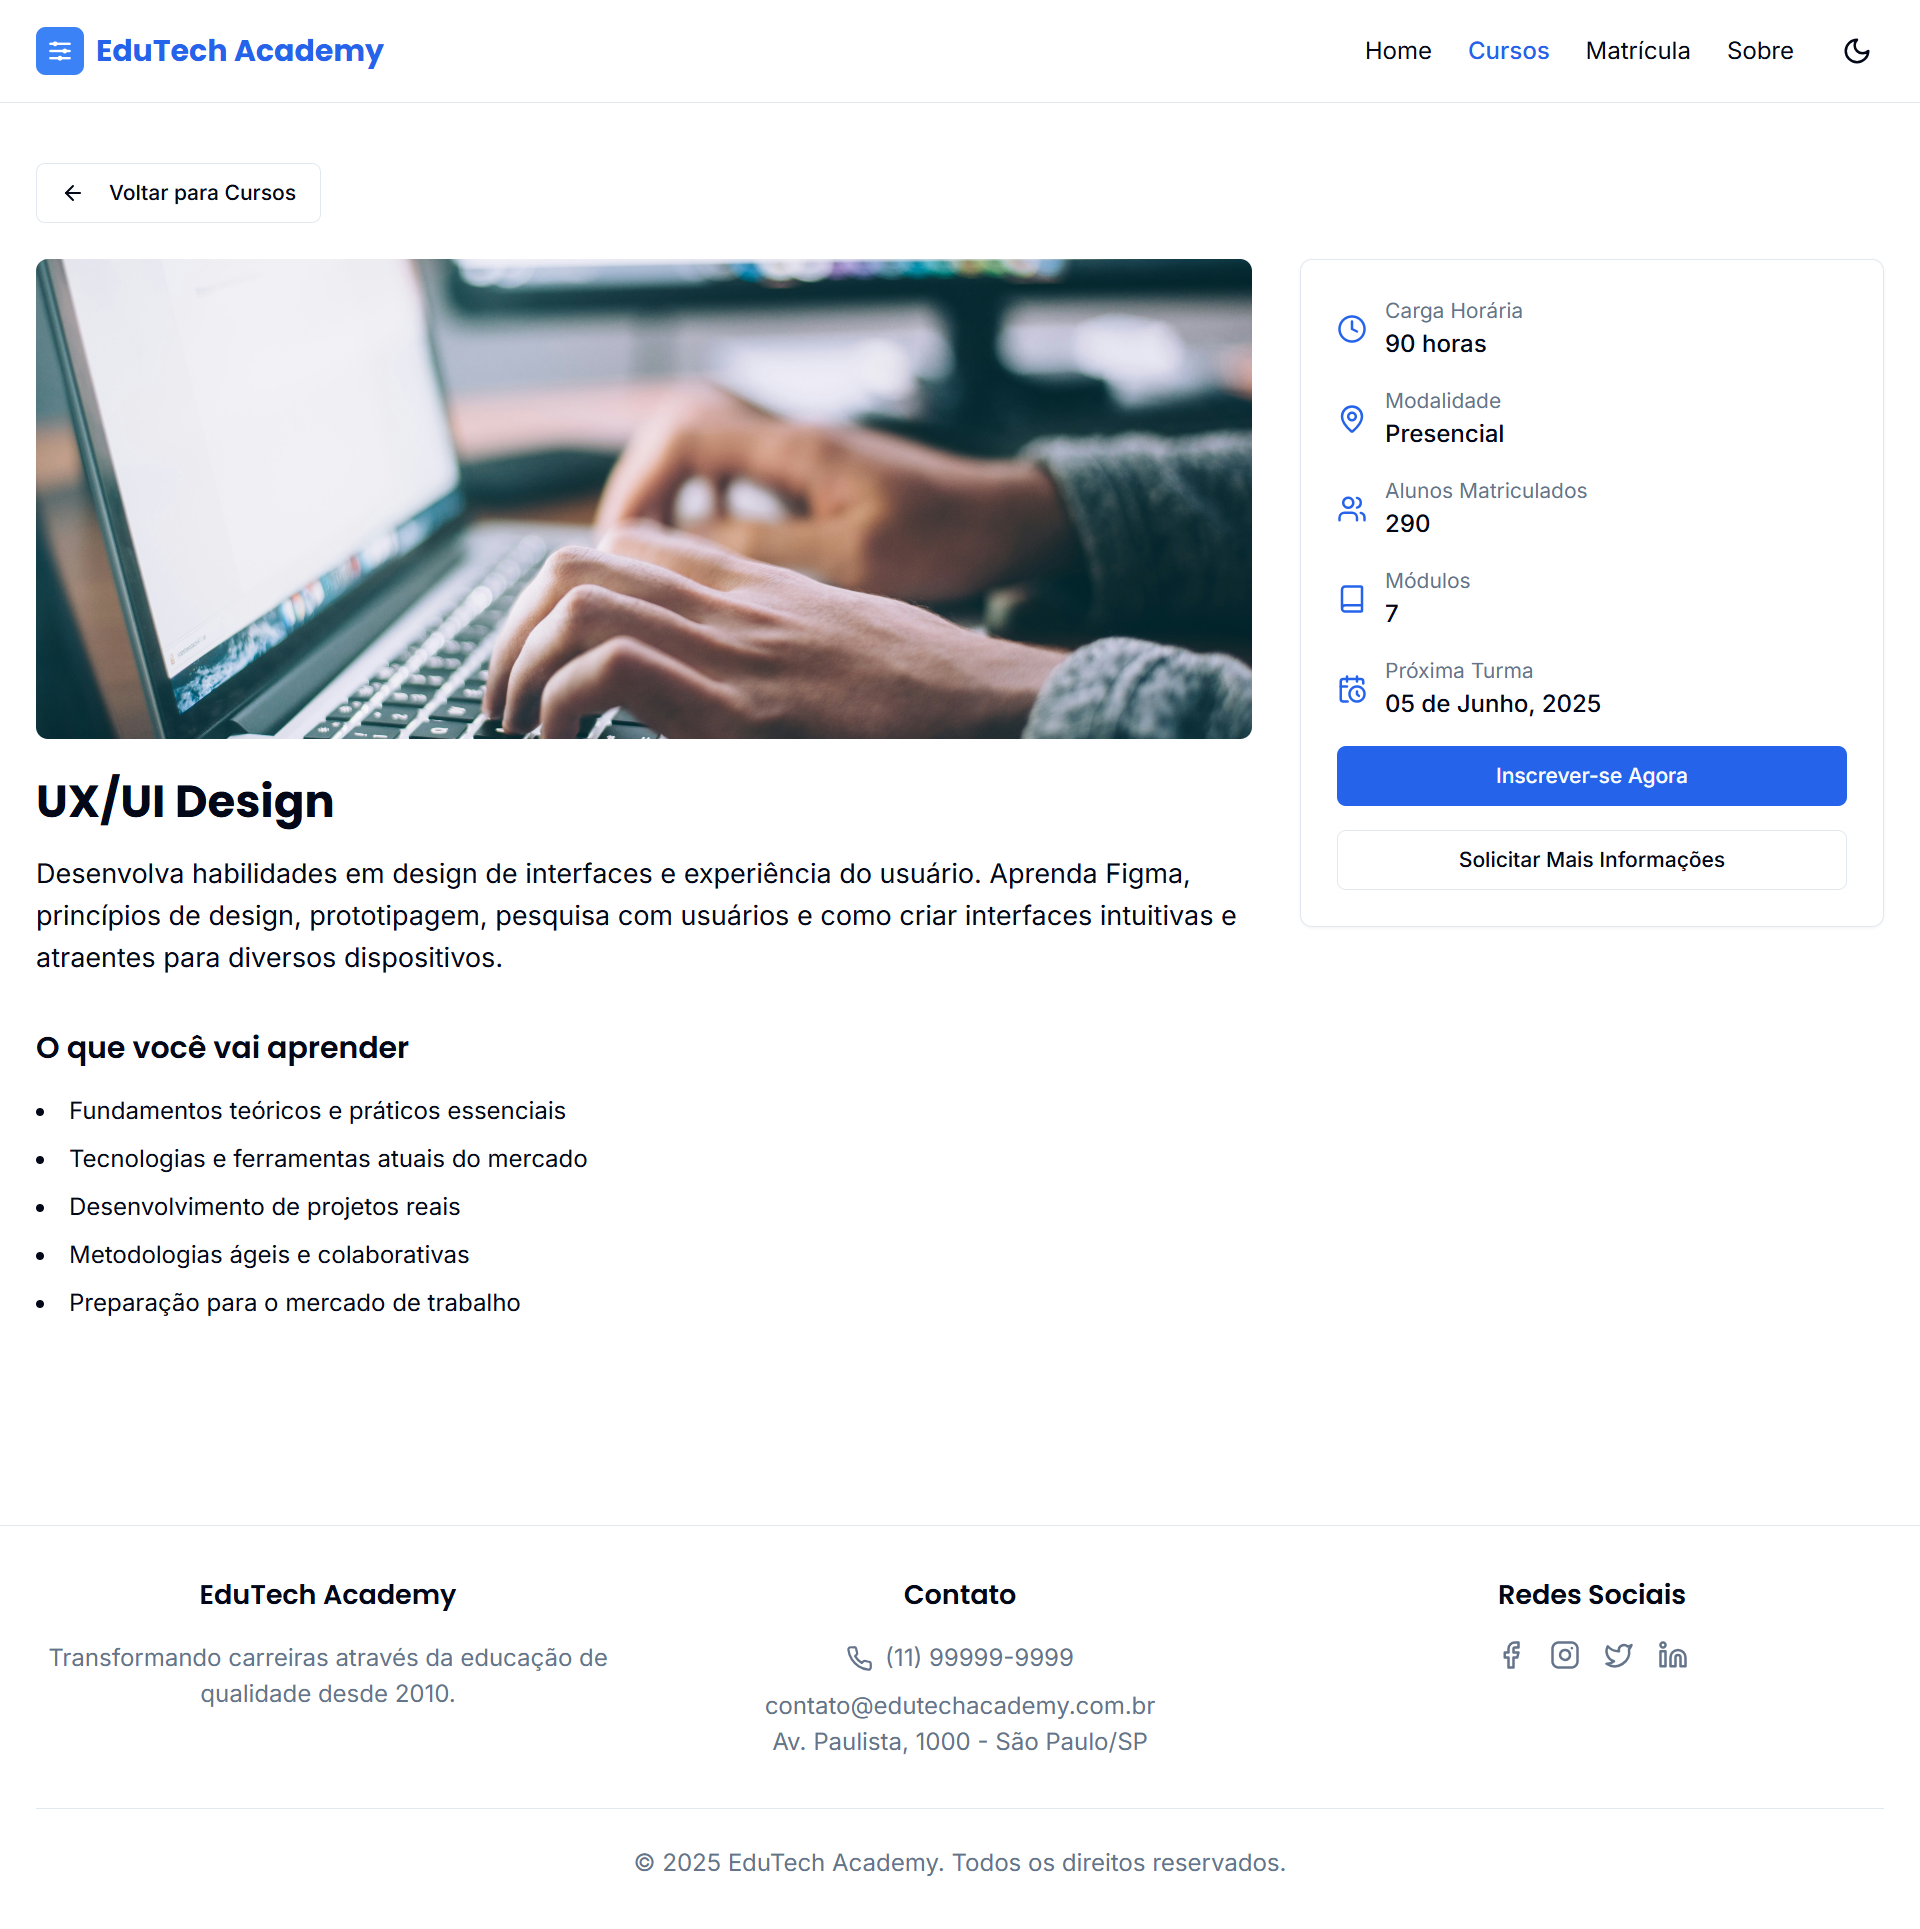 EduTech Academy
Home
Cursos
Matrícula
Sobre
Voltar para Cursos
UX/UI Design
Desenvolva habilidades em design de interfaces e experiência do usuário. Aprenda Figma,
princípios de design, prototipagem, pesquisa com usuários e como criar interfaces intuitivas e
atraentes para diversos dispositivos.
O que você vai aprender
Fundamentos teóricos e práticos essenciais
Tecnologias e ferramentas atuais do mercado
Desenvolvimento de projetos reais
Metodologias ágeis e colaborativas
Preparação para o mercado de trabalho
Carga Horária
90 horas
Modalidade
Presencial
Alunos Matriculados
290
Módulos
7
Próxima Turma
05 de Junho, 2025
Inscrever-se Agora
Solicitar Mais Informações
EduTech Academy
Transformando carreiras através da educação de
qualidade desde 2010.
Contato
(11) 99999-9999
contato@edutechacademy.com.br
Av. Paulista, 1000 - São Paulo/SP
Redes Sociais
© 2025 EduTech Academy. Todos os direitos reservados.